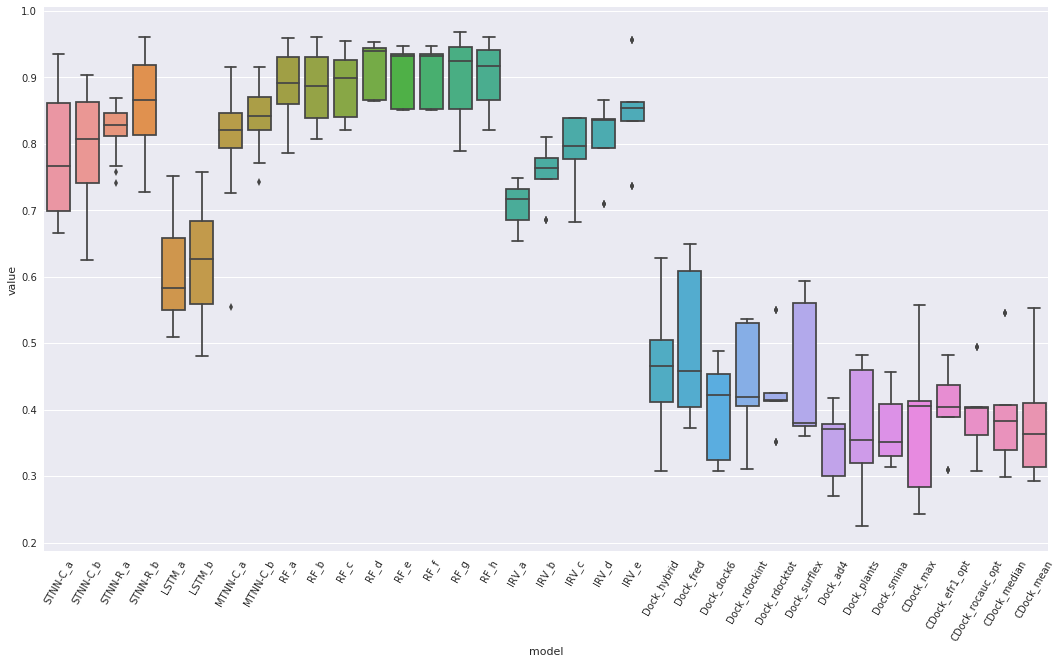 1.0
0.9
0.8
0.7
0.6
0.5
0.4
0.3
0.2
value
STNN-C_a
STNN-C_b
STNN-R_a
STNN-R_b
LSTM_a
LSTM_b
MTNN-C_a
MTNN-C_b
RF_a
RF_b
RF_c
RF_d
RF_e
RF_f
RF_g
RF_h
IRV_a
IRV_b
IRV_c
IRV_d
IRV_e
Dock_hybrid
Dock_fred
Dock_dock6
Dock_rdockint
Dock_rdocktot
Dock_surflex
Dock_ad4
Dock_plants
Dock_smina
CDock_max
CDock_efr1_opt
CDock_rocauc_opt
CDock_median
CDock_mean
model